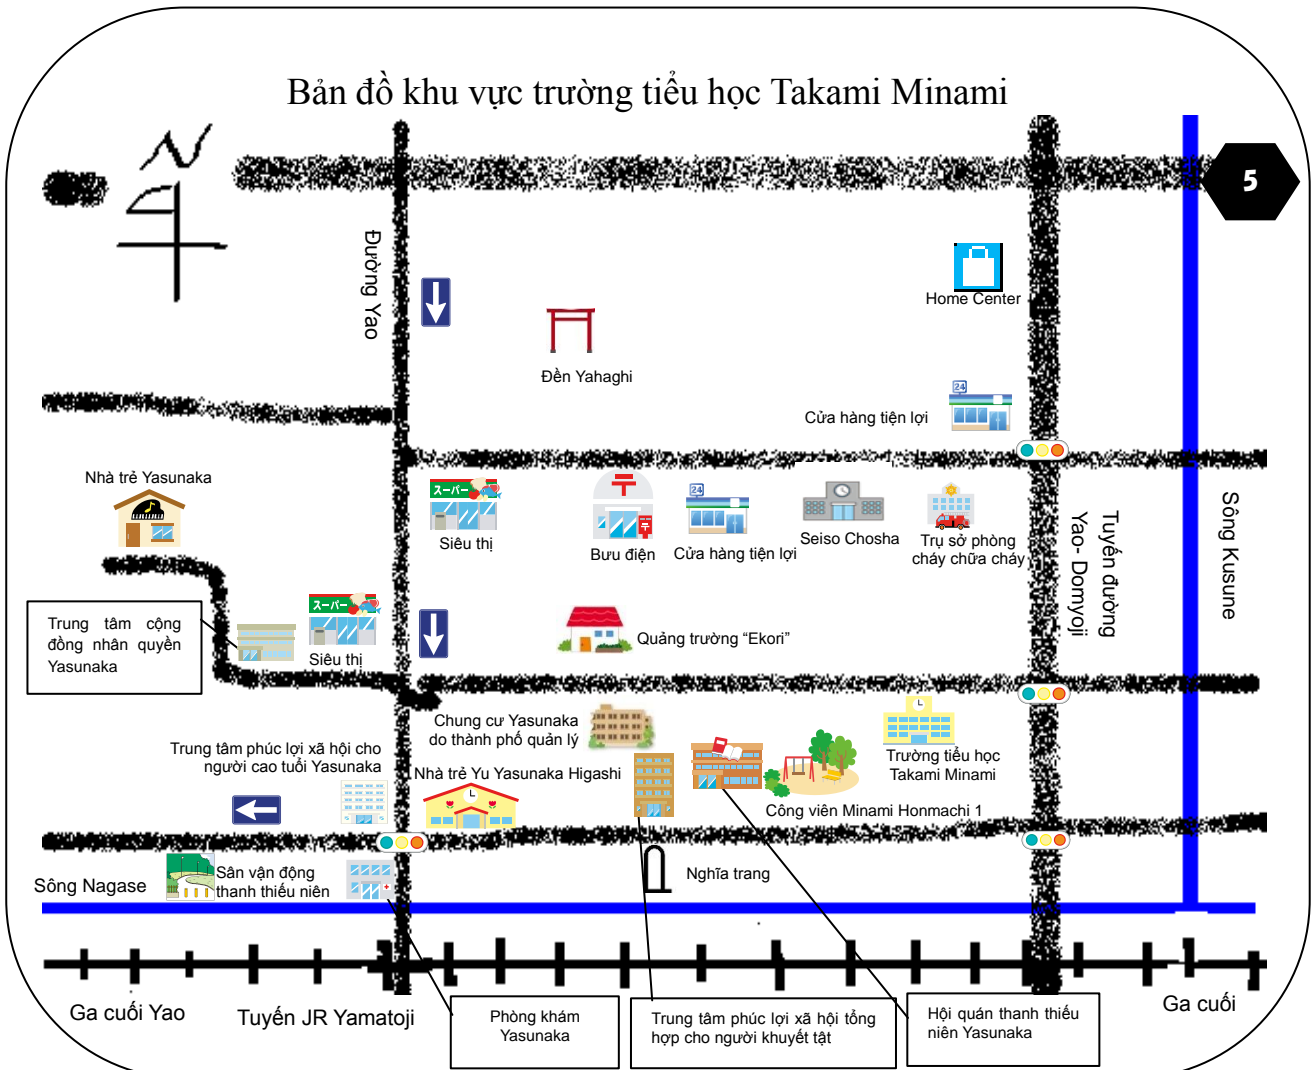 Bản đồ khu vực trường tiểu học Takami Minami
N
5
Đường Yao
Home Center
Đền Yahaghi
24
Cửa hàng tiện lợi
Nhà trẻ Yasunaka
スーパー
Siêu thị
Bưu điện
24
Cửa hàng tiện lợi
Seiso Chosha
Trụ sở phòng
cháy chữa cháy
Tuyến đường
Yao- Domyoji
Sông Kusune
Trung tâm cộng
đồng nhân quyền
Yasunaka
スーパー
Siêu thị
Quảng trường “Ekori”
Chung cư Yasunaka
do thành phố quản lý
Trung tâm phúc lợi xã hội cho
người cao tuổi Yasunaka
Nhà trẻ Yu Yasunaka Higashi
Trường tiểu học
Takami Minami
Công viên Minami Honmachi 1
Sông Nagase
Sân vận động
thanh thiếu niên
Nghĩa trang
Ga cuối Yao
Tuyến JR Yamatoji
Phòng khám
Yasunaka
Trung tâm phúc lợi xã hội tổng
hợp cho người khuyết tật
Hội quán thanh thiếu
niên Yasunaka
Ga cuối